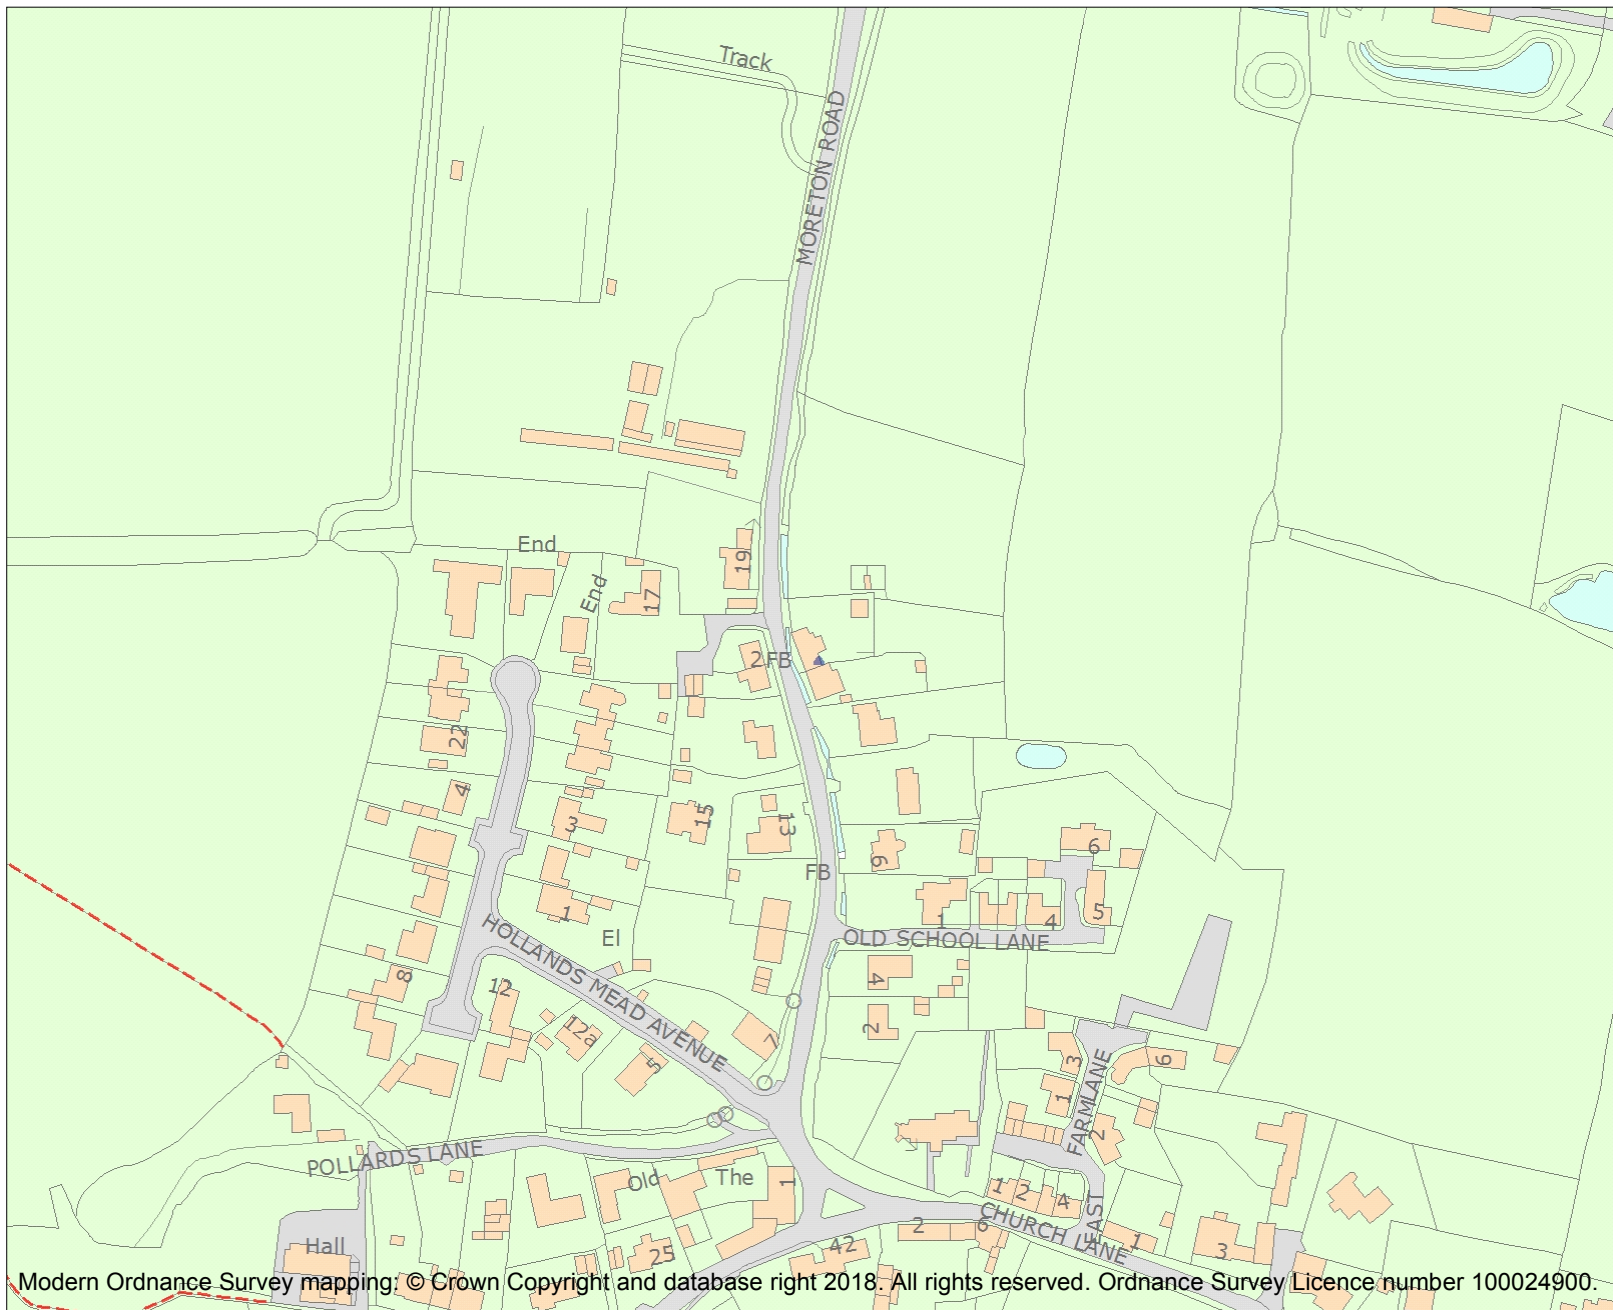 Track
MORETON ROAD
End
End
19
17
2
FB
22
4
3
15
13
FB
9
6
1
4
5
1
El
OLD SCHOOL LANE
HOLLANDS MEAD AVENUE
8
12
12a
5
7
4
2
3
6
1
2
FARMLANE
POLLARDS LANE
Old
The
1
1
2
4
EAST
CHURCH LANE
2
6
1
3
Hall
25
42
Modern Ordnance Survey mapping: © Crown Copyright and database right 2018. All rights reserved. Ordnance Survey Licence number 100024900.